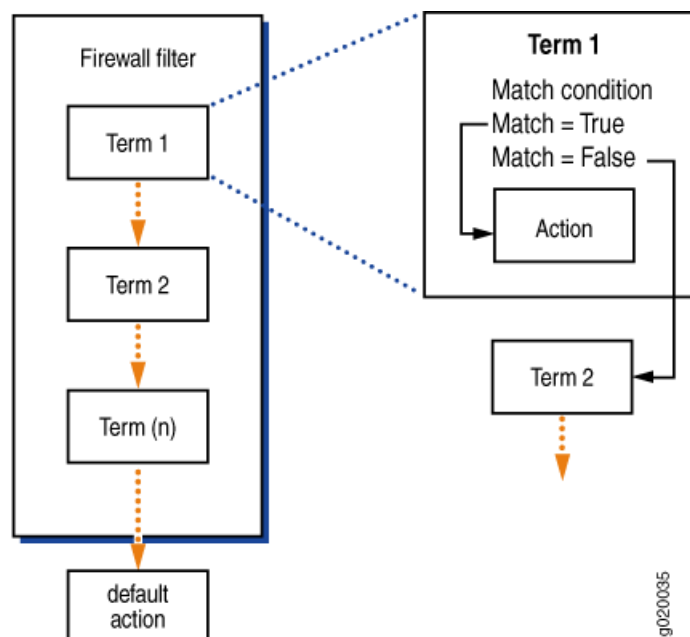 Firewall filter
Term 1
Term 2
Term (n)
default
action
Term 1
Match condition
Match = True
Match = False
Action
Term 2
g020035